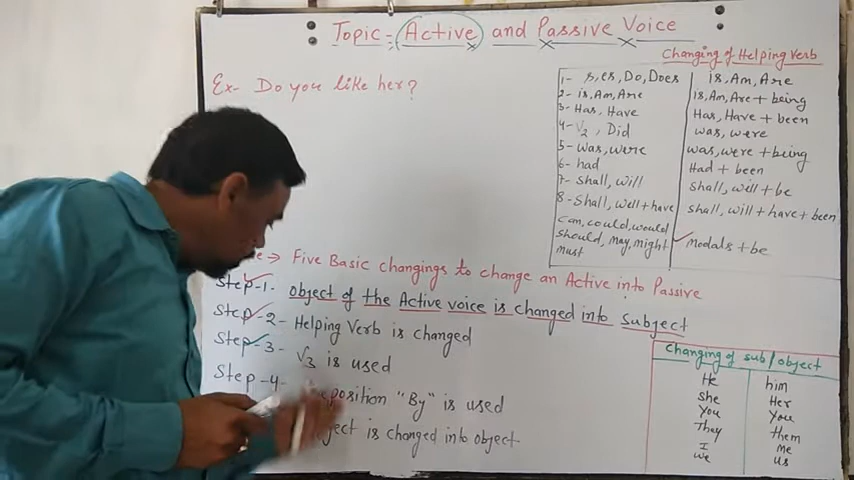 Topic:- Active and Passive Voice
Changing of Helping Verb
Ex- Do you like her?
1- s, es, Do, Does | is, Am, Are
2- is, Am, Are | is, Am, Are + being
3- Has, Have | Has, Have + been
4- V2, Did | was, were
5- was, were | was, were + being
6- had | Had + been
7- shall, will | shall, will + be
8- Shall, well + have | shall, will + have + been
can, could, would
should, may, might | Modals + be
must
→ Five Basic changings to change an Active into Passive
Step-1- object of the Active voice is changed into subject
Step-2- Helping Verb is changed
Step-3- V3 is used
Step-4- "By" is used
is changed into object
Changing of sub/object
He | him
She | Her
You | You
They | them
I | me
we | us